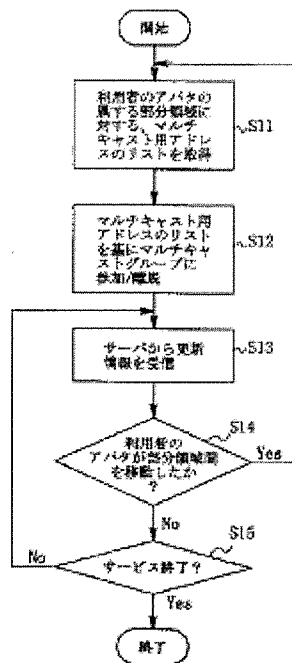 開始
利用者のアバタの
属する部分領域に
対する、マルチ
キャスト用アドレ
スのリストを取得
S11
マルチキャスト用
アドレスのリスト
を基にマルチキャ
ストグループに
参加/離脱
S12
サーバから更新
情報を受信
S13
利用者の
アバタが部分領域間
を移動したか
?
S14
Yes
No
サービス終了?
S15
No
Yes
終了